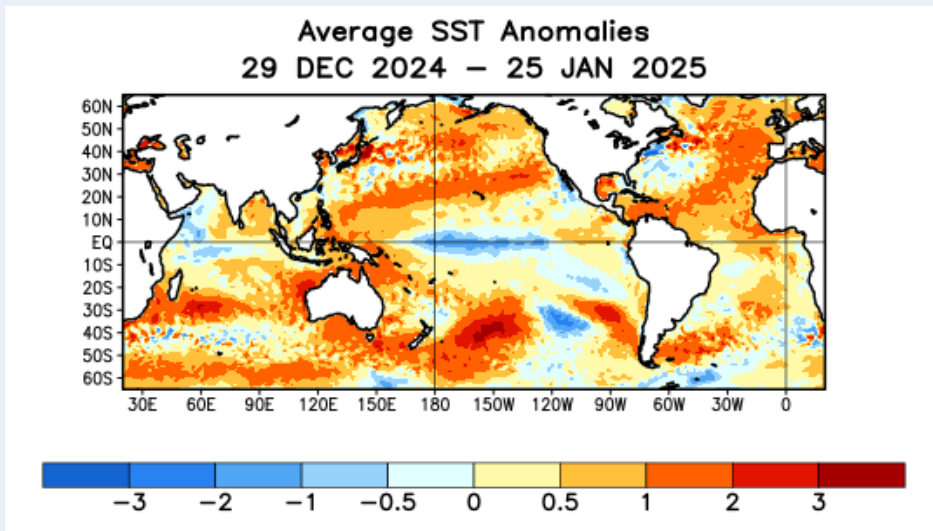 Average SST Anomalies
29 DEC 2024 – 25 JAN 2025
60N
50N
40N
30N
20N
10N
EQ
10S
20S
30S
40S
50S
60S
30E 60E 90E 120E 150E 180 150W 120W 90W 60W 30W 0
−3 −2 −1 −0.5 0 0.5 1 2 3